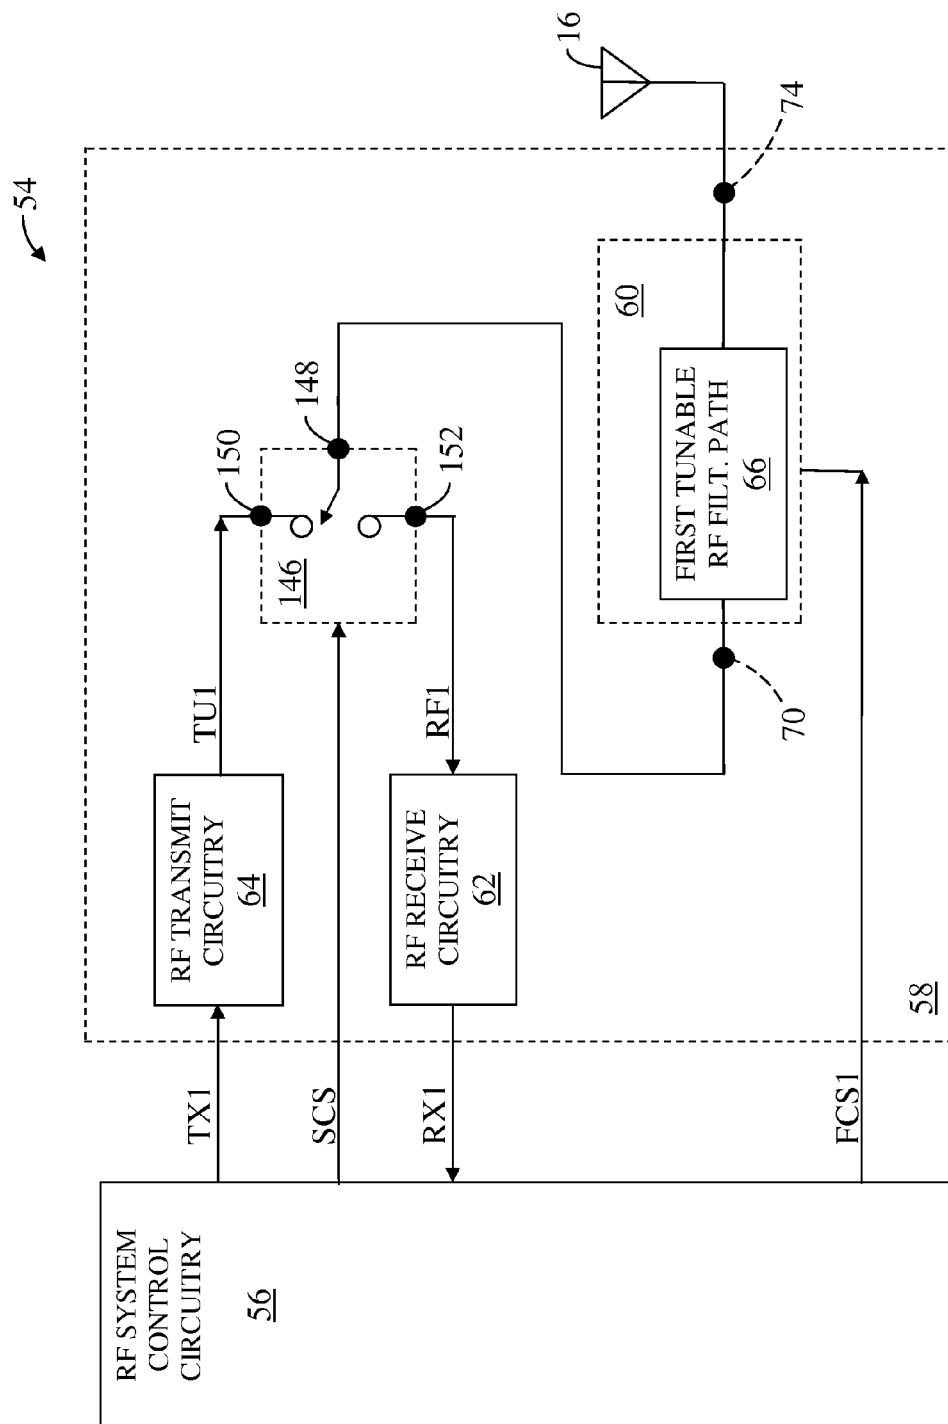 54
RF SYSTEM
CONTROL
CIRCUITRY
56
TX1
RF TRANSMIT
CIRCUITRY
64
TU1
150
146
148
152
SCS
RX1
RF RECEIVE
CIRCUITRY
62
RF1
16
74
60
FIRST TUNABLE
RF FILT. PATH
66
70
FCS1
58